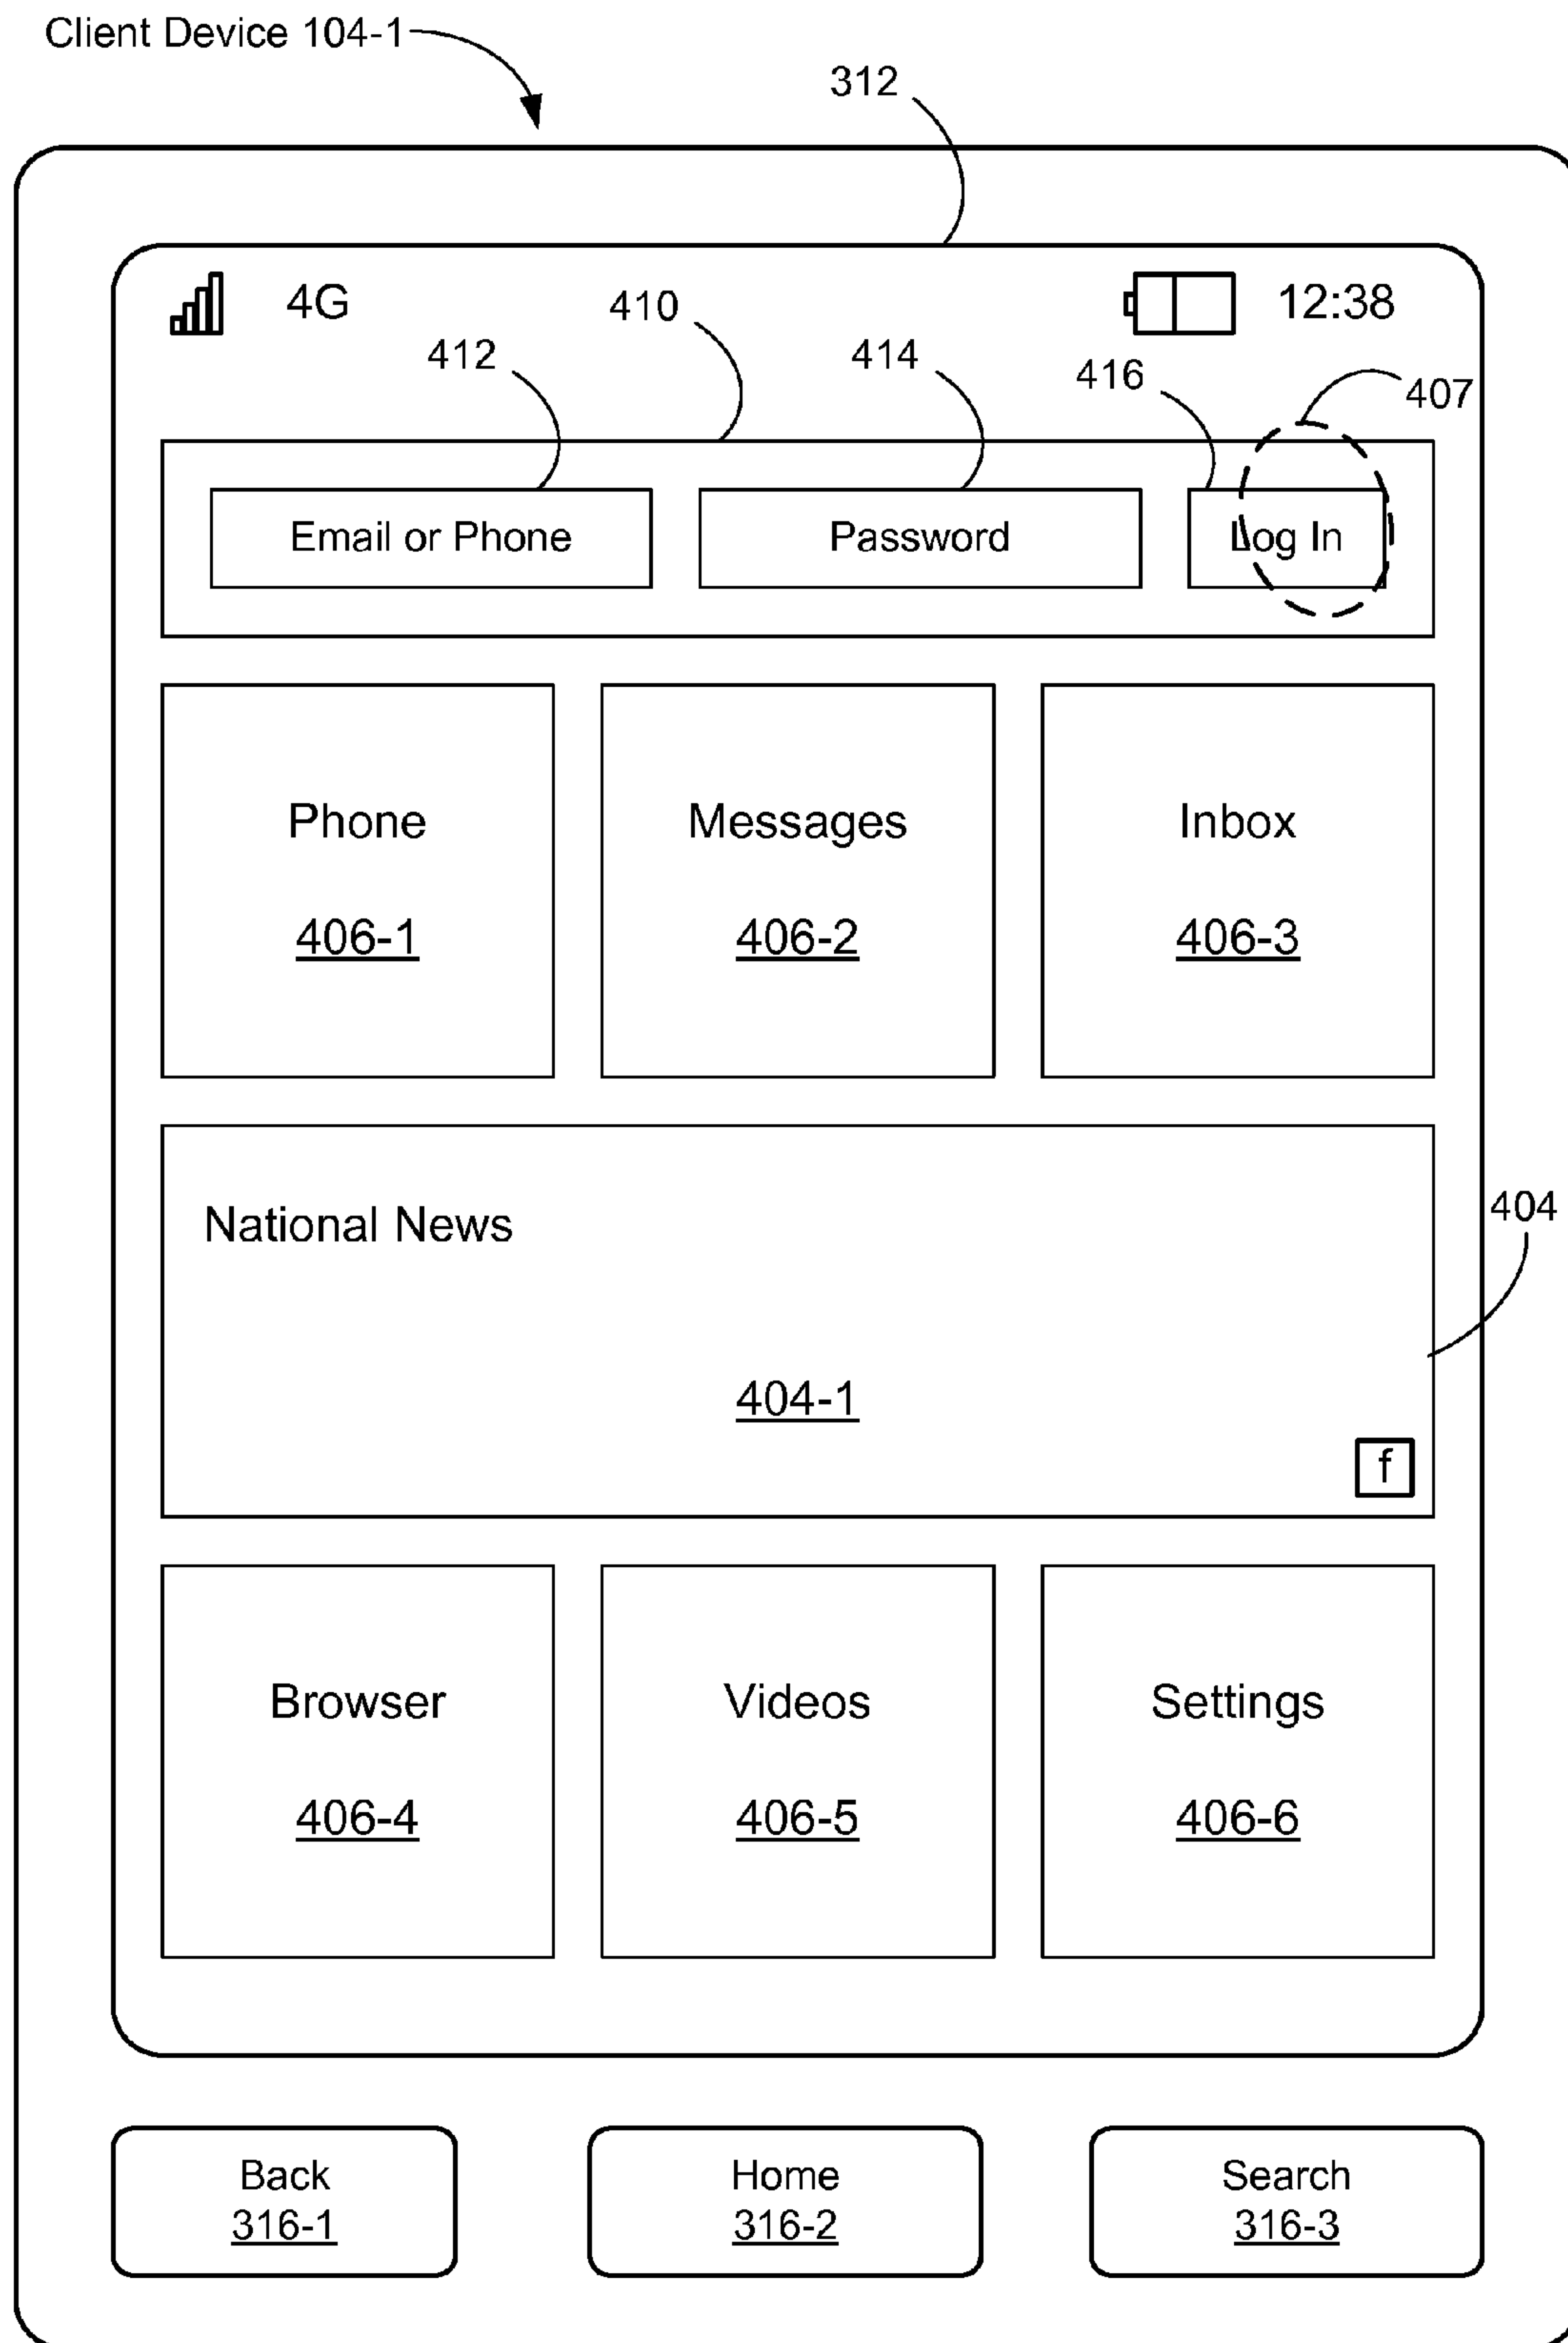 Client Device 104-1
312
4G
410
12:38
412
414
416
407
Email or Phone
Password
Log In
Phone
Messages
Inbox
406-1
406-2
406-3
National News
404
404-1
f
Browser
Videos
Settings
406-4
406-5
406-6
Back
Home
Search
316-1
316-2
316-3